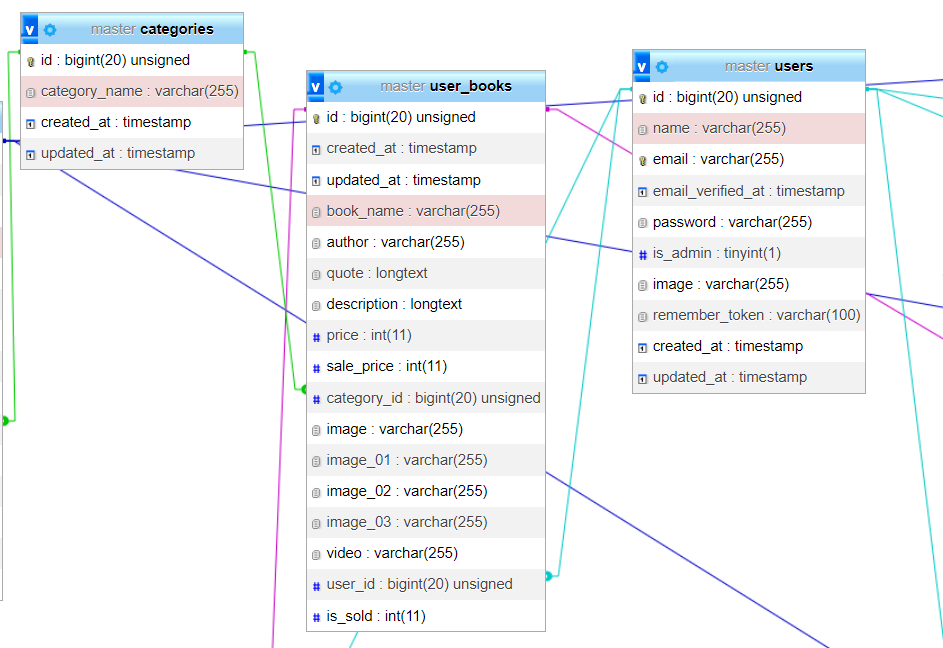 v master categories
id : bigint(20) unsigned
category_name : varchar(255)
created_at : timestamp
updated_at : timestamp
v master user_books
id : bigint(20) unsigned
created_at : timestamp
updated_at : timestamp
book_name : varchar(255)
author : varchar(255)
quote : longtext
description : longtext
# price : int(11)
# sale_price : int(11)
# category_id : bigint(20) unsigned
image : varchar(255)
image_01 : varchar(255)
image_02 : varchar(255)
image_03 : varchar(255)
video : varchar(255)
# user_id : bigint(20) unsigned
# is_sold : int(11)
v master users
id : bigint(20) unsigned
name : varchar(255)
email : varchar(255)
email_verified_at : timestamp
password : varchar(255)
# is_admin : tinyint(1)
image : varchar(255)
remember_token : varchar(100)
created_at : timestamp
updated_at : timestamp